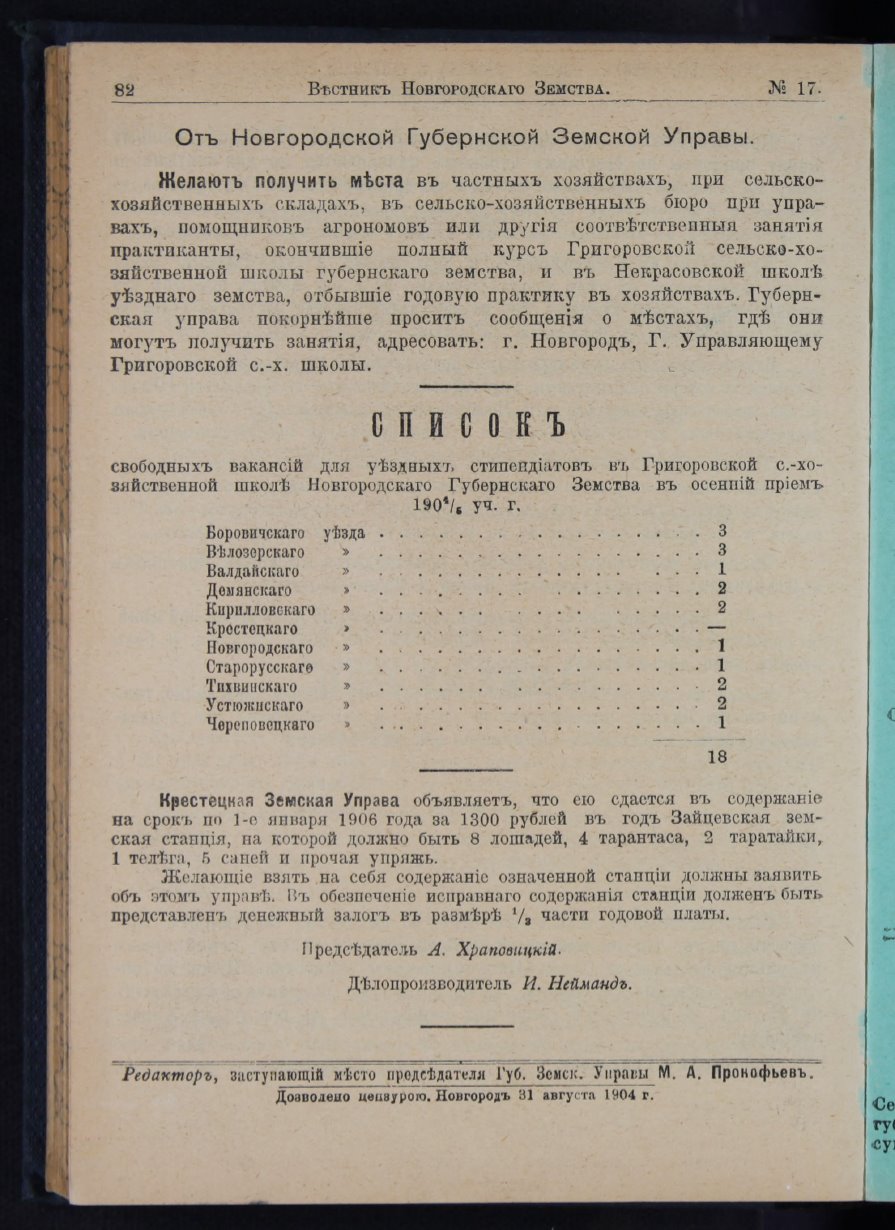 82 Вѣстникъ Новгородскаго Земства. № 17.
Отъ Новгородской Губернской Земской Управы.
Желаютъ получить мѣста въ частныхъ хозяйствахъ, при сельско-
хозяйственныхъ складахъ, въ сельско-хозяйственныхъ бюро при упра-
вахъ, помощниковъ агрономовъ или другія соотвѣтственныя занятія
практиканты, окончившіе полный курсъ Григоровской сельско-хо-
зяйственной школы губернскаго земства, и въ Некрасовской школѣ
уѣзднаго земства, отбывшіе годовую практику въ хозяйствахъ. Губерн-
ская управа покорнѣйше проситъ сообщенія о мѣстахъ, гдѣ они
могутъ получить занятія, адресовать: г. Новгородъ, Г. Управляющему
Григоровской с.-х. школы.
СПИСОКЪ
свободныхъ вакансій для уѣздныхъ стипендіатовъ въ Григоровской с.-хо-
зяйственной школѣ Новгородскаго Губернскаго Земства въ осенній пріемъ
190⁴/₅ уч. г.
Боровичскаго уѣзда . . . . . . . . . . . . . . . . . 3
Бѣлозерскаго » . . . . . . . . . . . . . . . . . 3
Валдайскаго » . . . . . . . . . . . . . . . . 1
Демянскаго » . . . . . . . . . . . . . . . . . 2
Кирилловскаго » . . . . . . . . . . . . . . . . 2
Крестецкаго » . . . . . . . . . . . . . . . . . —
Новгородскаго » . . . . . . . . . . . . . . . . . 1
Старорусскаго » . . . . . . . . . . . . . . . . . 1
Тихвинскаго » . . . . . . . . . . . . . . . . . 2
Устюжнскаго » . . . . . . . . . . . . . . . . . 2
Череповецкаго » . . . . . . . . . . . . . . . . . 1
18
Крестецкая Земская Управа объявляетъ, что ею сдается въ содержаніе
на срокъ по 1-е января 1906 года за 1300 рублей въ годъ Зайцевская зем-
ская станція, на которой должно быть 8 лошадей, 4 тарантаса, 2 таратайки,
1 телѣга, 5 саней и прочая упряжь.
Желающіе взять на себя содержаніе означенной станціи должны заявить
объ этомъ управѣ. Въ обезпеченіе исправнаго содержанія станціи долженъ быть
представленъ денежный залогъ въ размѣрѣ ¹/₃ части годовой платы.
Предсѣдатель А. Храповицкій.
Дѣлопроизводитель И. Неймандъ.
Редакторъ, заступающій мѣсто предсѣдателя Губ. Земск. Управы М. А. Прокофьевъ.
Дозволено цензурою. Новгородъ 31 августа 1904 г.